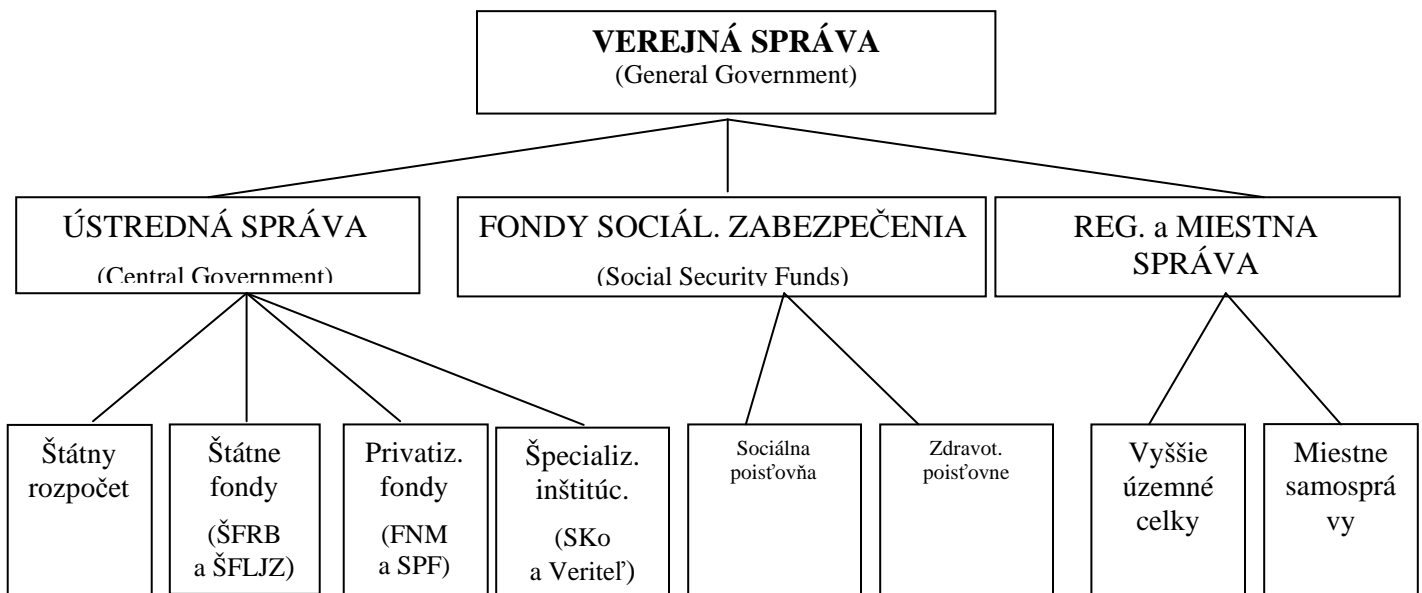 VEREJNÁ SPRÁVA
(General Government)
ÚSTREDNÁ SPRÁVA
(Central Government)
FONDY SOCIÁL. ZABEZPEČENIA
(Social Security Funds)
REG. a MIESTNA
SPRÁVA
Štátny
rozpočet
Štátne
fondy
(ŠFRB
a ŠFLJZ)
Privatiz.
fondy
(FNM
a SPF)
Špecializ.
inštitúc.
(SKo
a Veriteľ)
Sociálna
poisťovňa
Zdravot.
poisťovne
Vyššie
územné
celky
Miestne
samosprá
vy